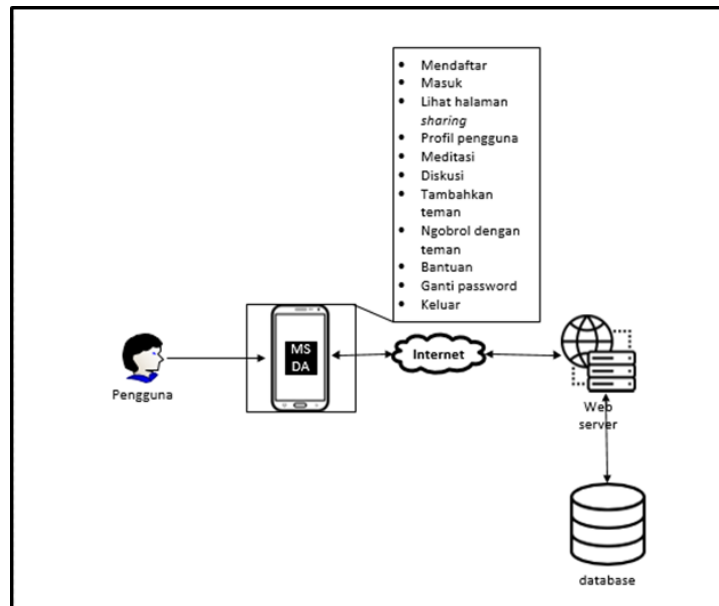 • Mendaftar
• Masuk
• Lihat halaman
sharing
• Profil pengguna
• Meditasi
• Diskusi
• Tambahkan
teman
• Ngobrol dengan
teman
• Bantuan
• Ganti password
• Keluar
MS
DA
Internet
Pengguna
Web
server
database